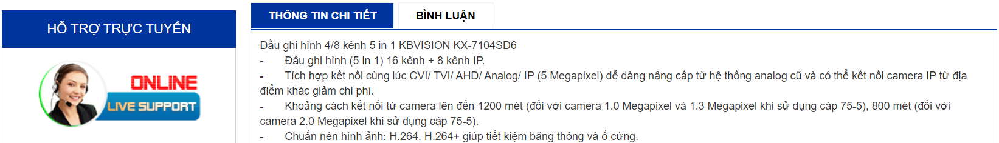 HỖ TRỢ TRỰC TUYẾN
ONLINE
LIVE SUPPORT
THÔNG TIN CHI TIẾT
BÌNH LUẬN
Đầu ghi hình 4/8 kênh 5 in 1 KBVISION KX-7104SD6
- Đầu ghi hình (5 in 1) 16 kênh + 8 kênh IP.
- Tích hợp kết nối cùng lúc CVI/ TVI/ AHD/ Analog/ IP (5 Megapixel) dễ dàng nâng cấp từ hệ thống analog cũ và có thể kết nối camera IP từ địa
điểm khác giảm chi phí.
- Khoảng cách kết nối từ camera lên đến 1200 mét (đối với camera 1.0 Megapixel và 1.3 Megapixel khi sử dụng cáp 75-5), 800 mét (đối với
camera 2.0 Megapixel khi sử dụng cáp 75-5).
- Chuẩn nén hình ảnh: H.264, H.264+ giúp tiết kiệm băng thông và ổ cứng.